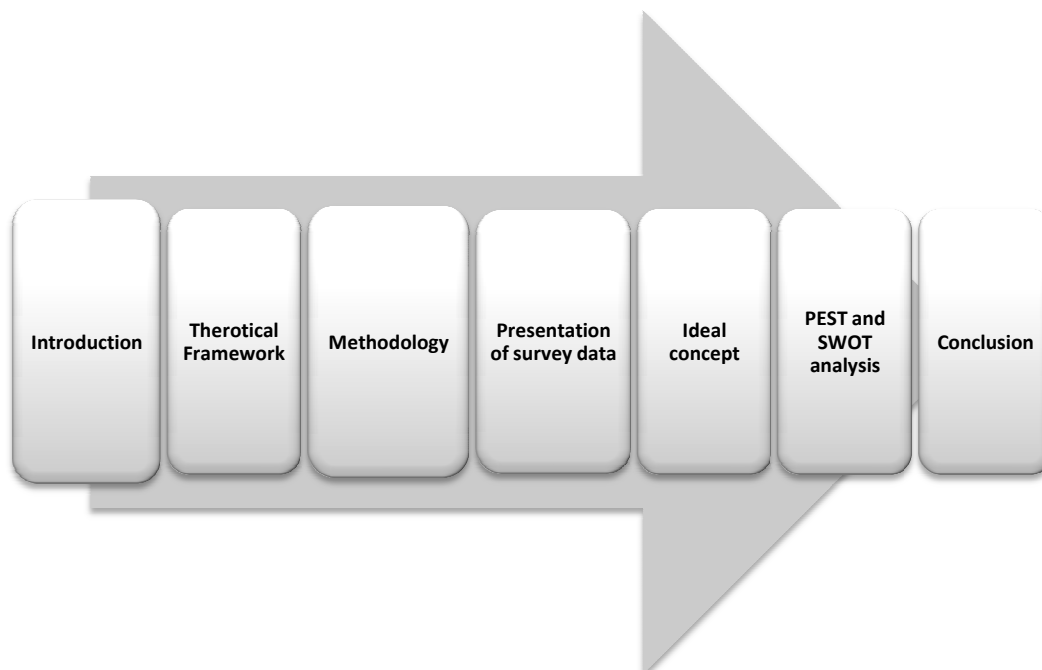 Introduction
Therotical
Framework
Methodology
Presentation
of survey data
Ideal
concept
PEST and
SWOT
analysis
Conclusion